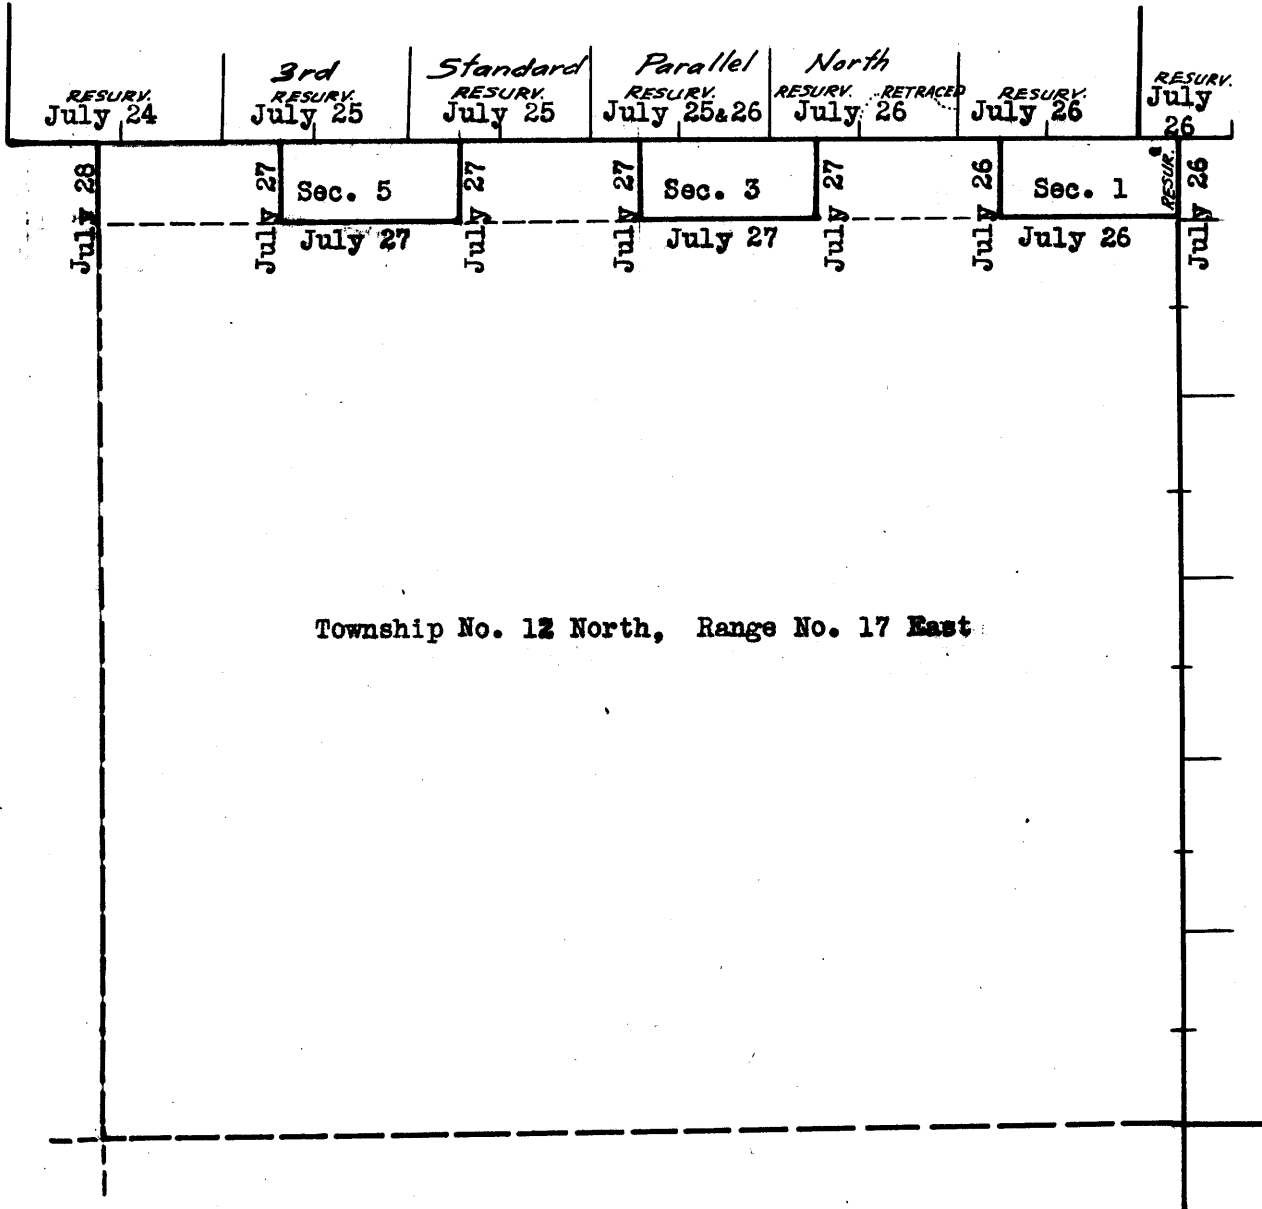 3rd Standard Parallel North
RESURV. RESURV. RESURV. RESURV. RESURV. RETRACED RESURV. RESURV.
July 24 July 25 July 25 July 25&26 July 26 July 26 July 26
July 28 July 27 Sec. 5 July 27 July 27 Sec. 3 July 27 July 26 Sec. 1 RESUR. July 26
July 27 July 27 July 26
Township No. 12 North, Range No. 17 East